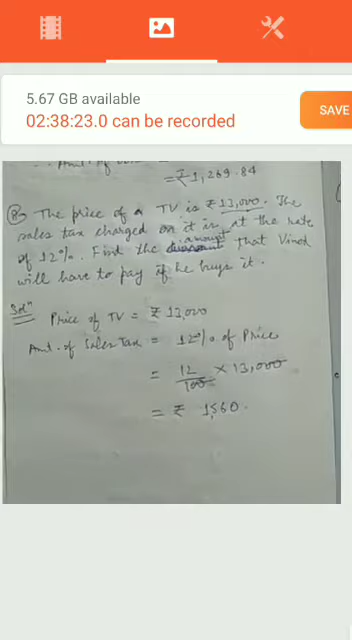 5.67 GB available
02:38:23.0 can be recorded
SAVE
Amt. of
= ₹1,269.84
Q. The price of a TV is ₹13,000. The
sales tax charged on it is at the rate
of 12%. Find the amount that Vinod
will have to pay if he buys it.
Solⁿ
Price of TV = ₹ 13,000
Amt. of Sales Tax = 12% of Price
= 12/100 × 13,000
= ₹ 1560.